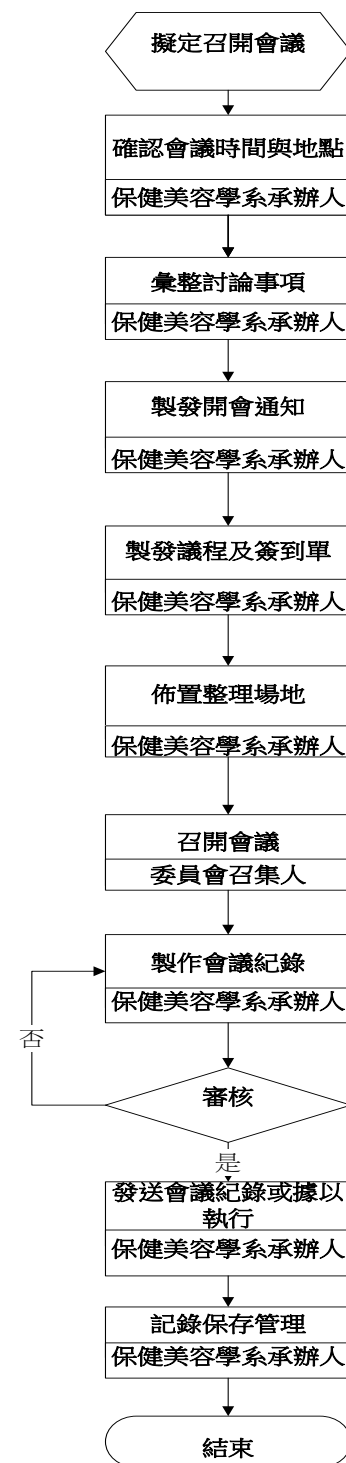 擬定召開會議
確認會議時間與地點
保健美容學系承辦人
彙整討論事項
保健美容學系承辦人
製發開會通知
保健美容學系承辦人
製發議程及簽到單
保健美容學系承辦人
佈置整理場地
保健美容學系承辦人
召開會議
委員會召集人
製作會議紀錄
保健美容學系承辦人
否
審核
是
發送會議紀錄或據以
執行
保健美容學系承辦人
記錄保存管理
保健美容學系承辦人
結束